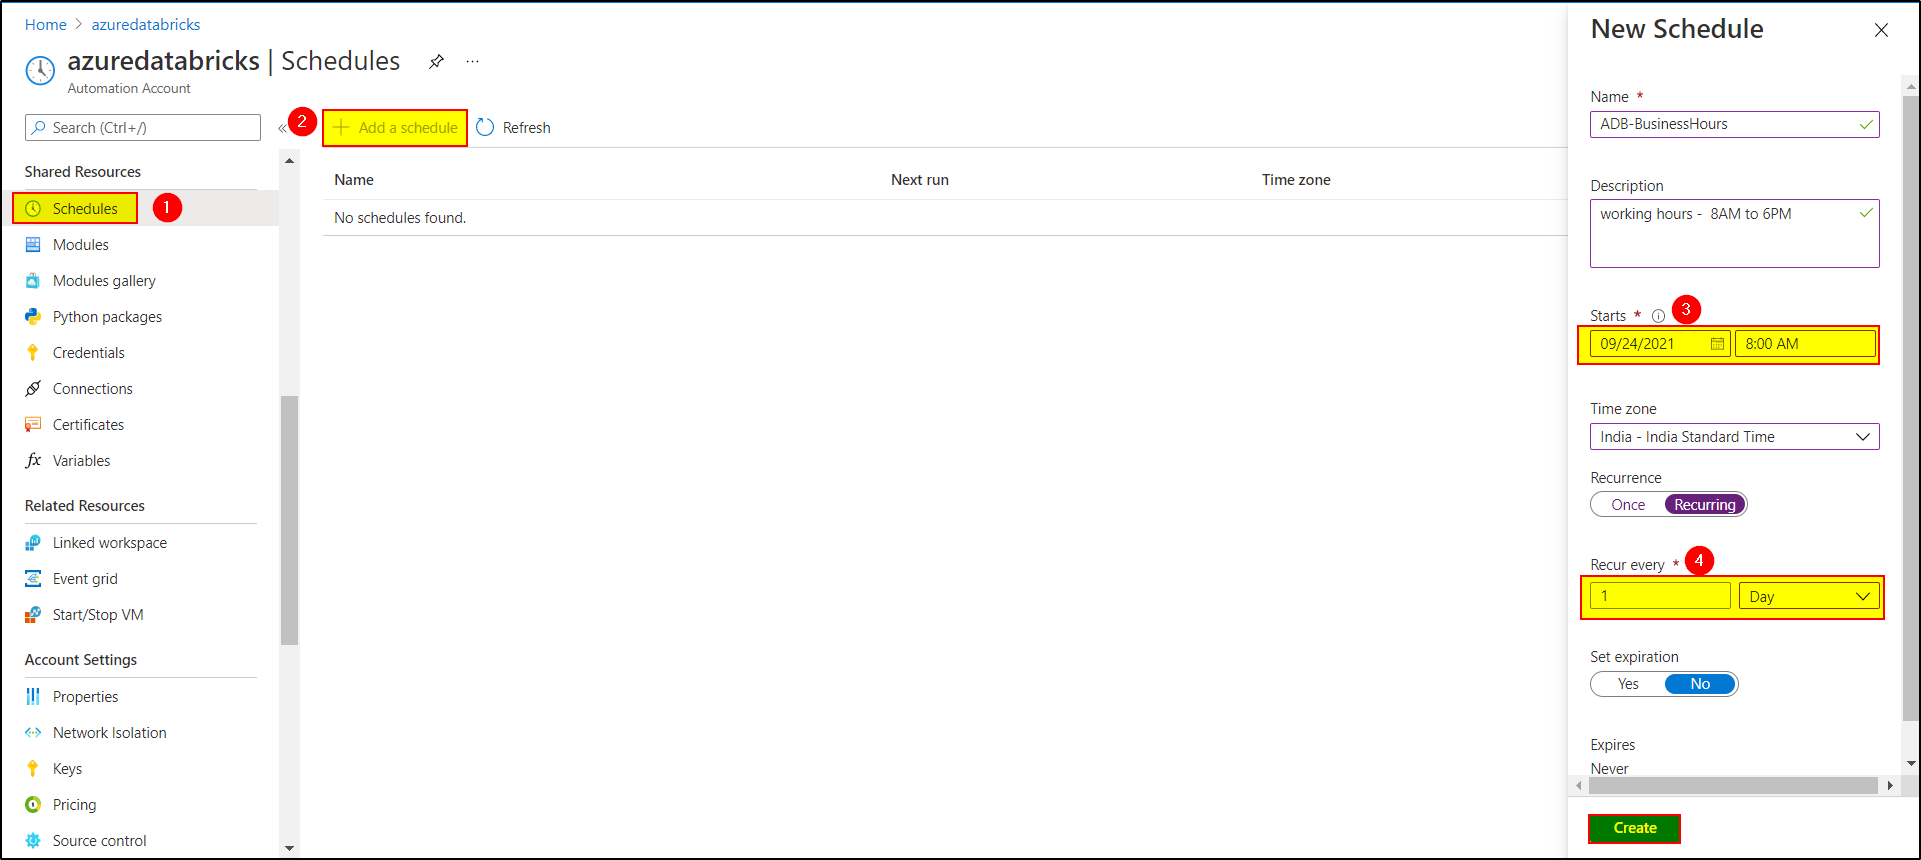 Home > azuredatabricks
azuredatabricks | Schedules ...
Automation Account
Search (Ctrl+/)
«
2
+ Add a schedule
Refresh
Shared Resources
Schedules
1
Modules
Modules gallery
Python packages
Credentials
Connections
Certificates
fx Variables
Related Resources
Linked workspace
Event grid
Start/Stop VM
Account Settings
Properties
Network Isolation
Keys
Pricing
Source control
Name Next run Time zone
No schedules found.
New Schedule
Name *
ADB-BusinessHours
Description
working hours - 8AM to 6PM
Starts * 3
09/24/2021 8:00 AM
Time zone
India - India Standard Time
Recurrence
Once Recurring
Recur every * 4
1 Day
Set expiration
Yes No
Expires
Never
Create